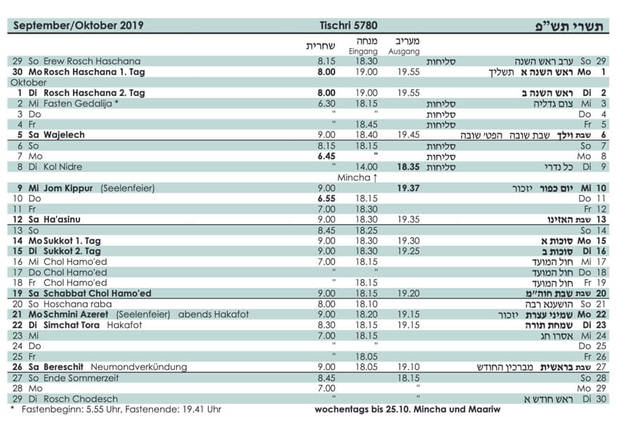 September/Oktober 2019 Tischri 5780 תשרי תש״פ
שחרית מנחה מעריב
Eingang Ausgang
29 So Erew Rosch Haschana 8.15 18.30 סליחות ערב ראש השנה So 29
30 Mo Rosch Haschana 1. Tag 8.00 19.00 19.55 ראש השנה א תשליך Mo 1
Oktober
1 Di Rosch Haschana 2. Tag 8.00 19.00 19.55 ראש השנה ב Di 2
2 Mi Fasten Gedalija * 6.30 18.15 סליחות צום גדליה Mi 3
3 Do " " סליחות Do 4
4 Fr " 18.45 סליחות Fr 5
5 Sa Wajelech 9.00 18.40 19.45 שבת וילך שבת שובה הפטי שובה 6
6 So 8.15 18.15 סליחות So 7
7 Mo 6.45 " סליחות Mo 8
8 Di Kol Nidre " 14.00 18.35 סליחות כל נדרי Di 9
Mincha ↑
9 Mi Jom Kippur (Seelenfeier) 9.00 19.37 יום כפור יזכור Mi 10
10 Do 6.55 18.15 Do 11
11 Fr 7.00 18.30 Fr 12
12 Sa Ha'asinu 9.00 18.30 19.35 שבת האזינו 13
13 So 8.45 18.25 So 14
14 Mo Sukkot 1. Tag 9.00 18.30 19.30 סוכות א Mo 15
15 Di Sukkot 2. Tag 9.00 18.30 19.25 סוכות ב Di 16
16 Mi Chol Hamo'ed 7.00 18.15 חול המועד Mi 17
17 Do Chol Hamo'ed " " חול המועד Do 18
18 Fr Chol Hamo'ed " 18.15 חול המועד Fr 19
19 Sa Schabbat Chol Hamo'ed 9.00 18.15 19.20 שבת שבת חוה״מ 20
20 So Hoschana raba 8.00 18.10 הושענא רבה So 21
21 Mo Schmini Azeret (Seelenfeier) abends Hakafot 9.00 18.20 19.15 שמיני עצרת יזכור Mo 22
22 Di Simchat Tora Hakafot 8.30 18.15 19.15 שמחת תורה Di 23
23 Mi 7.00 18.15 אסרו חג Mi 24
24 Do " " Do 25
25 Fr " 18.05 Fr 26
26 Sa Bereschit Neumondverkündung 9.00 18.05 19.10 שבת בראשית מברכין החודש 27
27 So Ende Sommerzeit 8.45 18.15 So 28
28 Mo 7.00 " Mo 29
29 Di Rosch Chodesch " " ראש חודש א Di 30
* Fastenbeginn: 5.55 Uhr, Fastenende: 19.41 Uhr wochentags bis 25.10. Mincha und Maariw